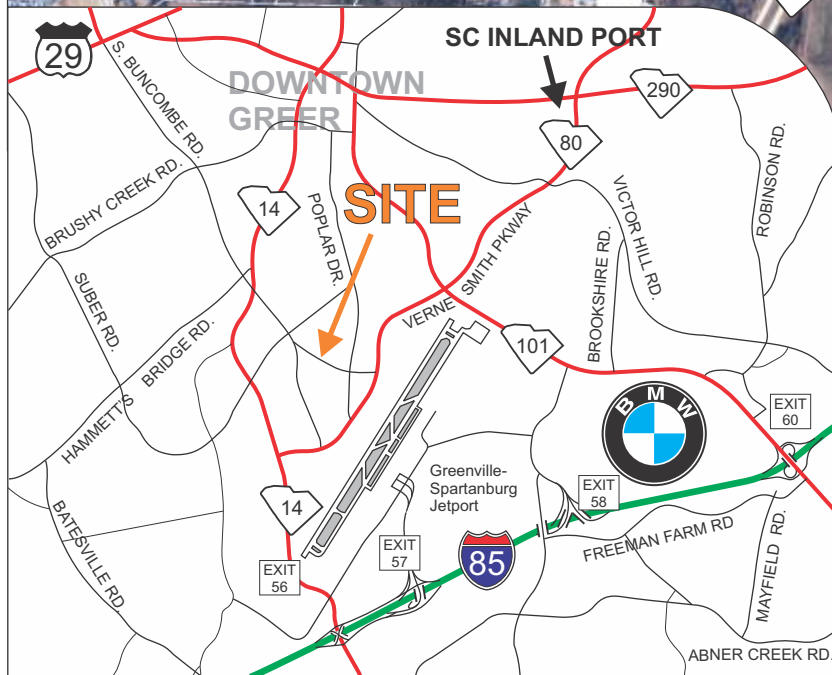 29
S. BUNCOMBE RD.
DOWNTOWN
GREER
SC INLAND PORT
290
80
ROBINSON RD.
BRUSHY CREEK RD.
14
POPLAR DR.
SITE
VICTOR HILL RD.
SUBER RD.
VERNE SMITH PKWAY
BROOKSHIRE RD.
HAMMETT'S BRIDGE RD.
101
BMW
EXIT
60
Greenville-
Spartanburg
Jetport
EXIT
58
BATESVILLE RD.
14
EXIT
56
EXIT
57
85
FREEMAN FARM RD
MAYFIELD RD.
ABNER CREEK RD.